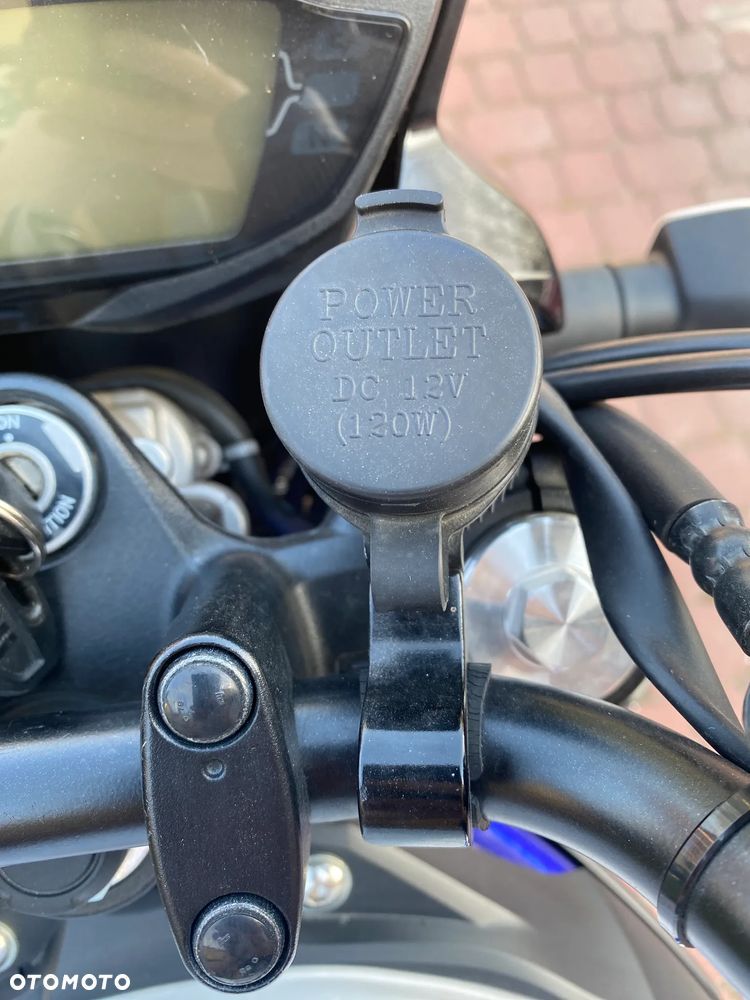 POWER
OUTLET
DC 12V
(120W)
ON
OTOMOTO